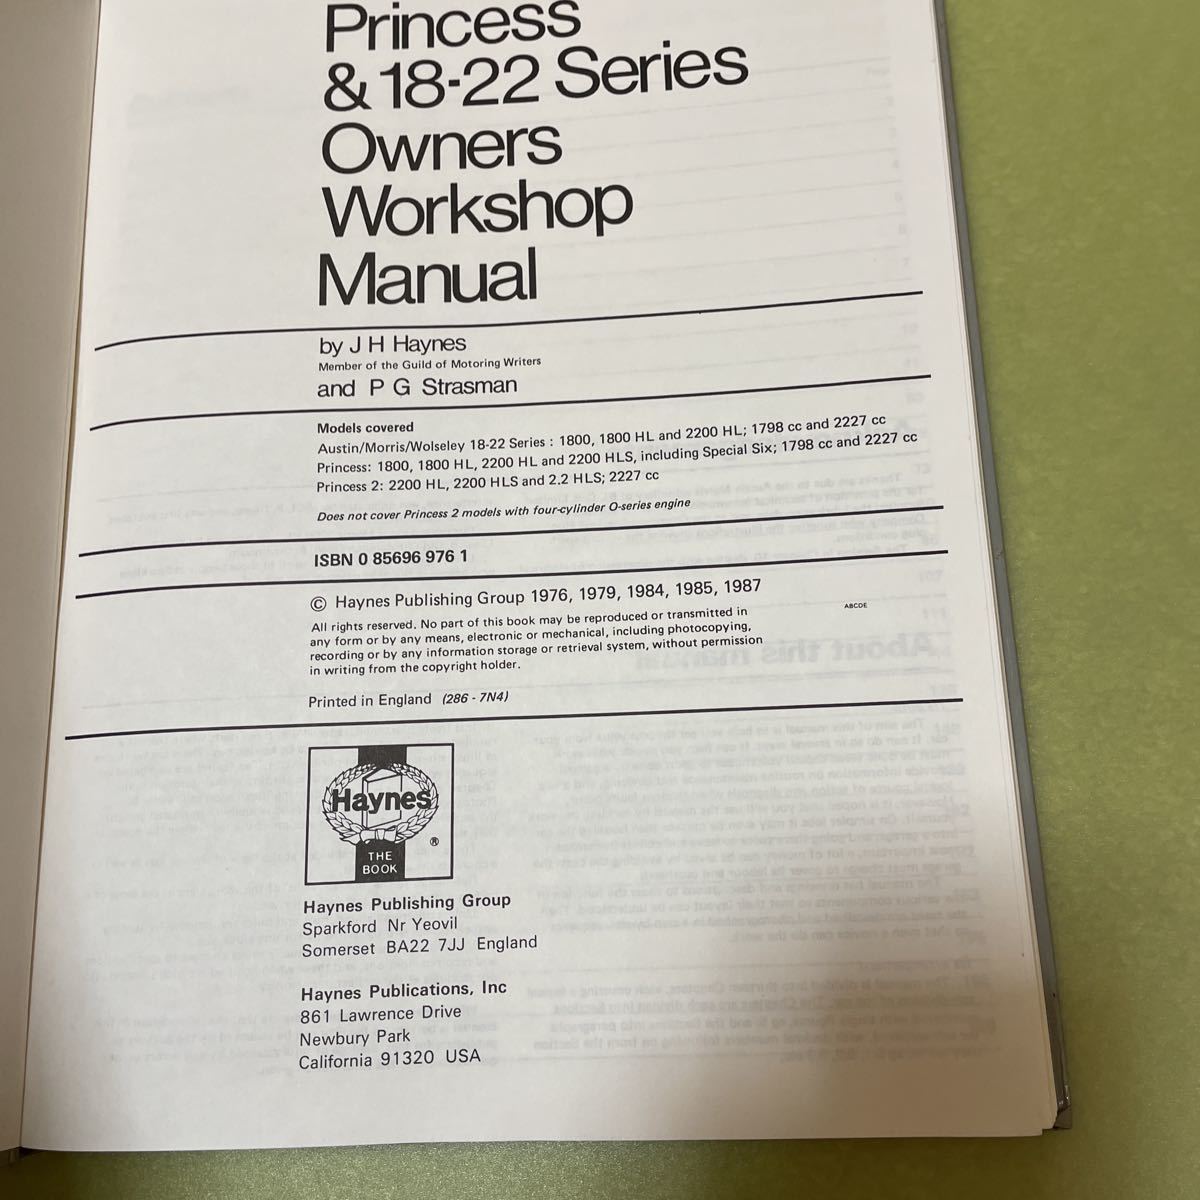 Princess
& 18-22 Series
Owners
Workshop
Manual
by J H Haynes
Member of the Guild of Motoring Writers
and P G Strasman
Models covered
Austin/Morris/Wolseley 18-22 Series : 1800, 1800 HL and 2200 HL; 1798 cc and 2227 cc
Princess: 1800, 1800 HL, 2200 HL and 2200 HLS, including Special Six; 1798 cc and 2227 cc
Princess 2: 2200 HL, 2200 HLS and 2.2 HLS; 2227 cc
Does not cover Princess 2 models with four-cylinder O-series engine
ISBN 0 85696 976 1
© Haynes Publishing Group 1976, 1979, 1984, 1985, 1987
ABCDE
All rights reserved. No part of this book may be reproduced or transmitted in
any form or by any means, electronic or mechanical, including photocopying,
recording or by any information storage or retrieval system, without permission
in writing from the copyright holder.
Printed in England (286 - 7N4)
Haynes
®
THE
BOOK
Haynes Publishing Group
Sparkford Nr Yeovil
Somerset BA22 7JJ England
Haynes Publications, Inc
861 Lawrence Drive
Newbury Park
California 91320 USA